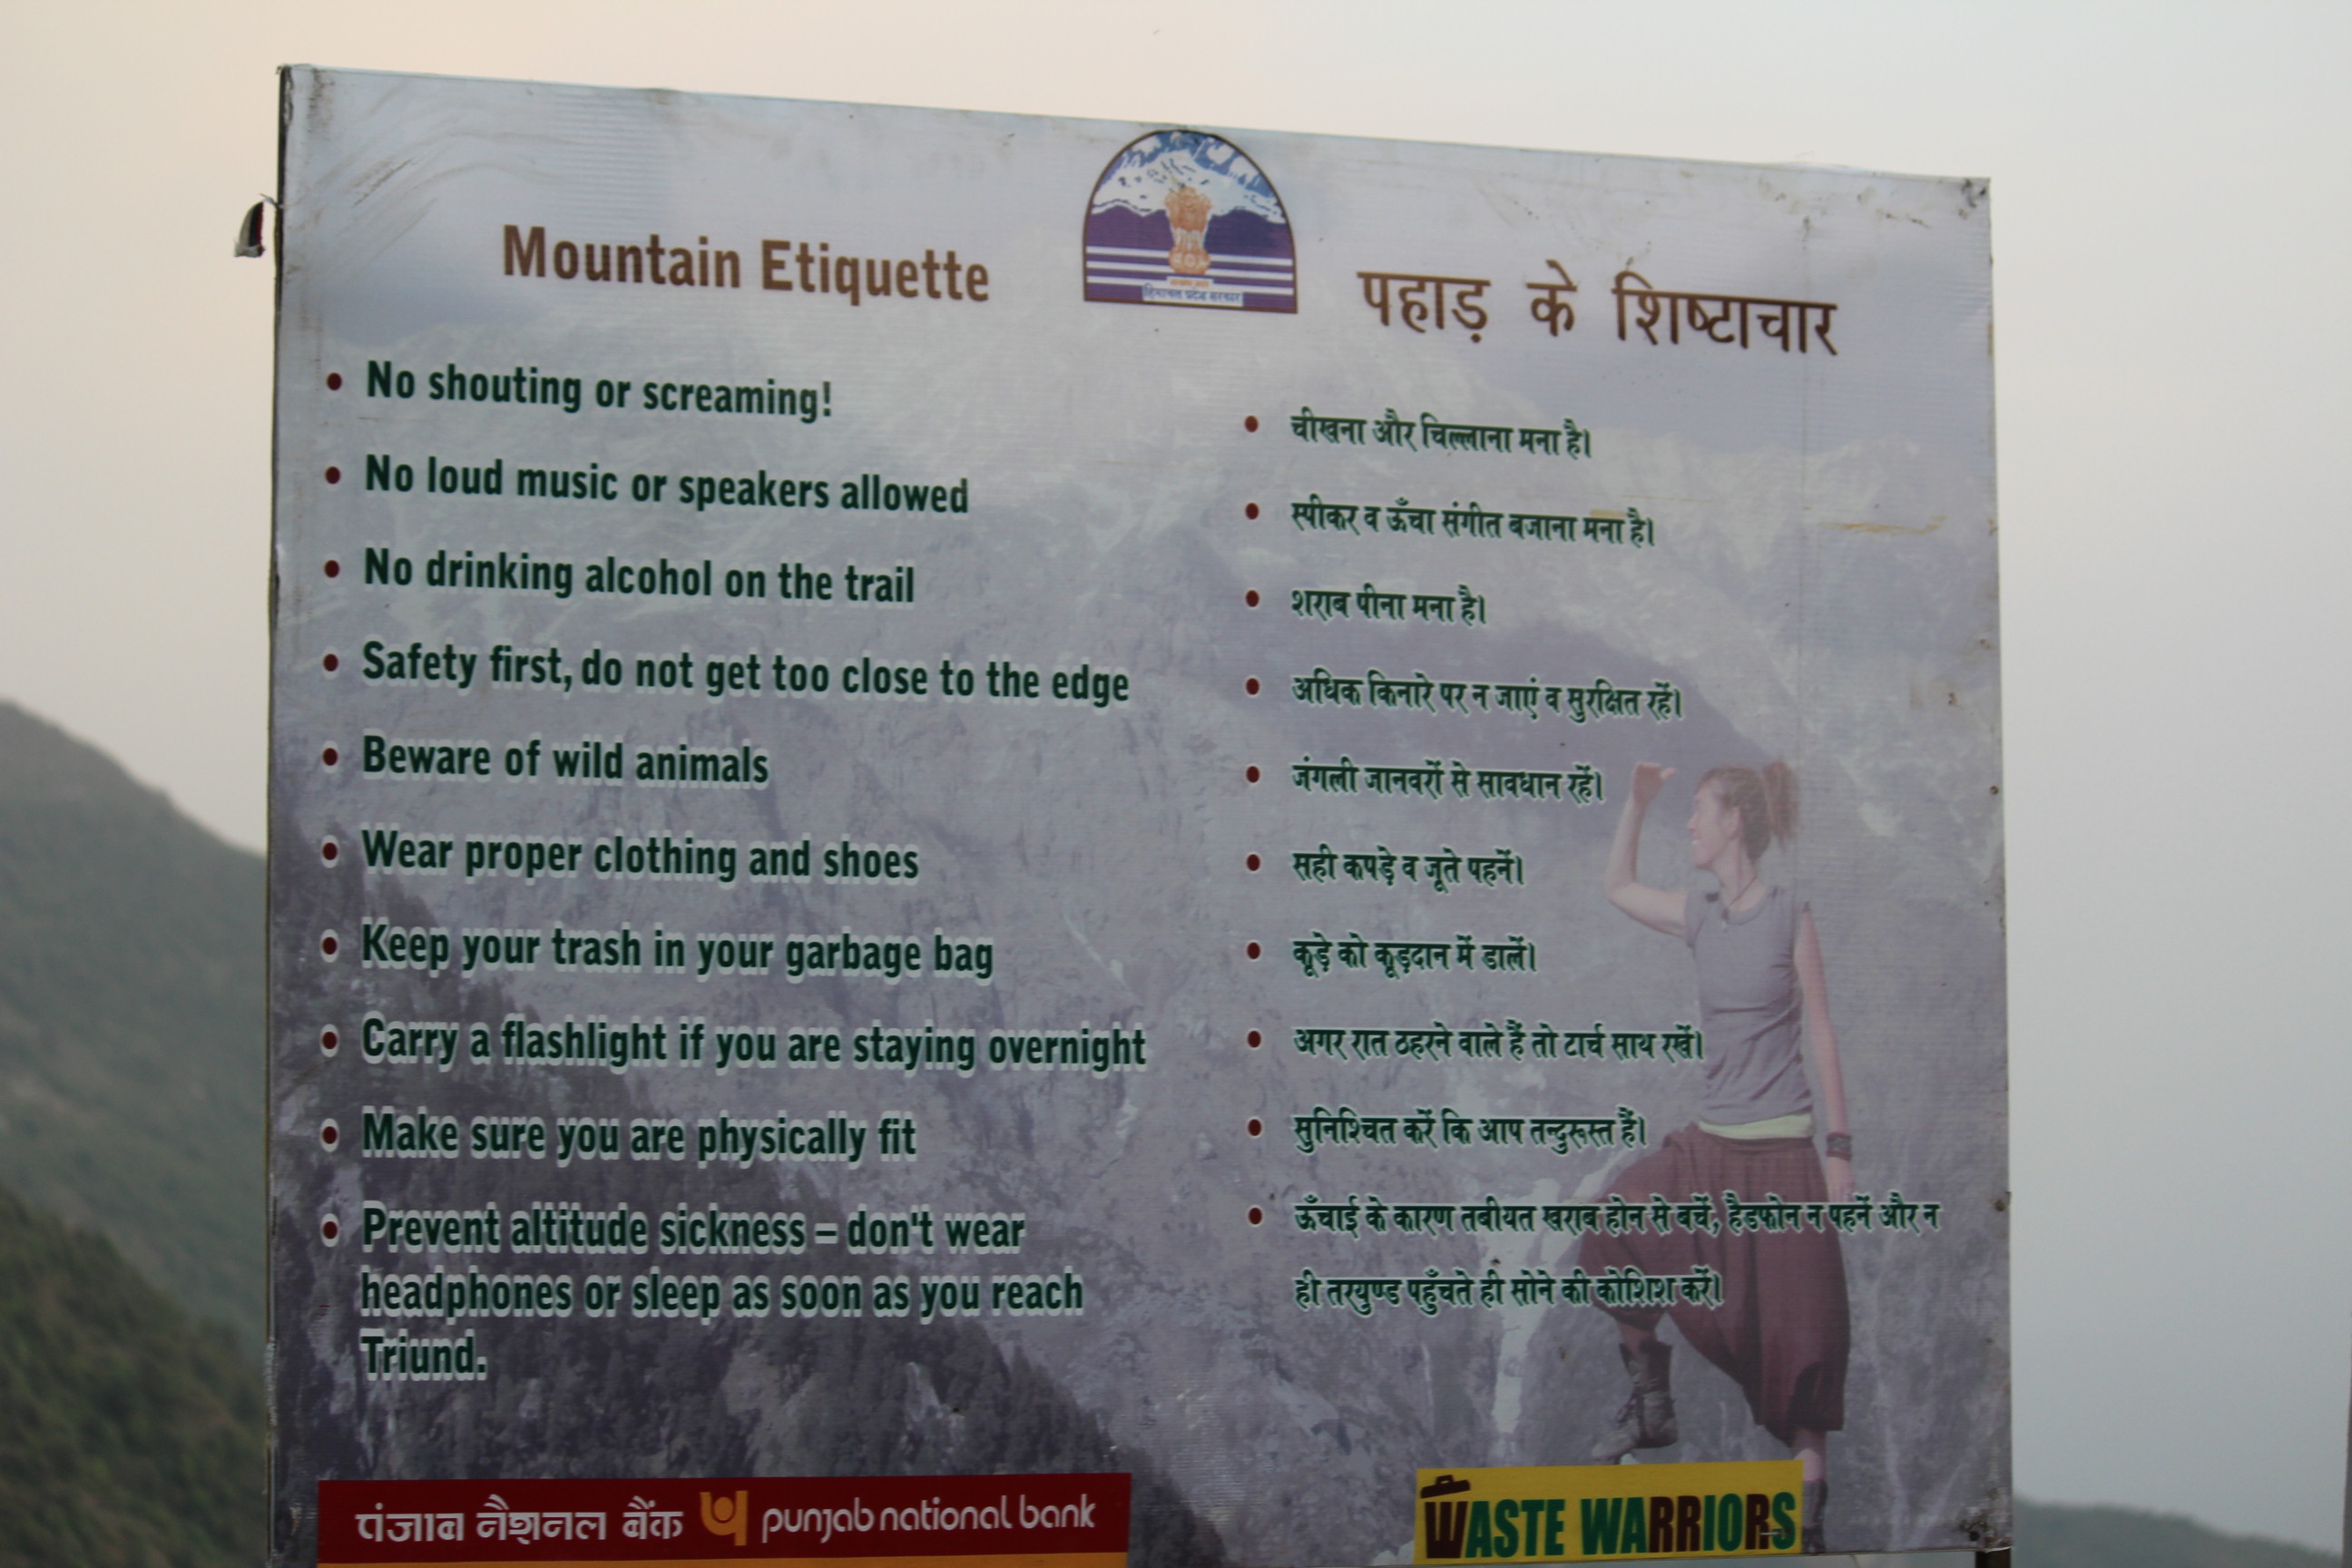 Mountain Etiquette
No shouting or screaming!
No loud music or speakers allowed
No drinking alcohol on the trail
Safety first, do not get too close to the edge
Beware of wild animals
Wear proper clothing and shoes
Keep your trash in your garbage bag
Carry a flashlight if you are staying overnight
Make sure you are physically fit
Prevent altitude sickness – don't wear
headphones or sleep as soon as you reach
Triund.
हिमाचल प्रदेश सरकार
पहाड़ के शिष्टाचार
चीखना और चिल्लाना मना है।
स्पीकर व ऊँचा संगीत बजाना मना है।
शराब पीना मना है।
अधिक किनारे पर न जाएं व सुरक्षित रहें।
जंगली जानवरों से सावधान रहें।
सही कपड़े व जूते पहनें।
कूड़े को कूड़दान में डालें।
अगर रात ठहरने वाले हैं तो टार्च साथ रखें।
सुनिश्चित करें कि आप तन्दुरूस्त हैं।
ऊँचाई के कारण तबीयत खराब होन से बचें, हैडफोन न पहनें और न
ही तरयुण्ड पहुँचते ही सोने की कोशिश करें।
पंजाब नैशनल बैंक punjab national bank
WASTE WARRIORS